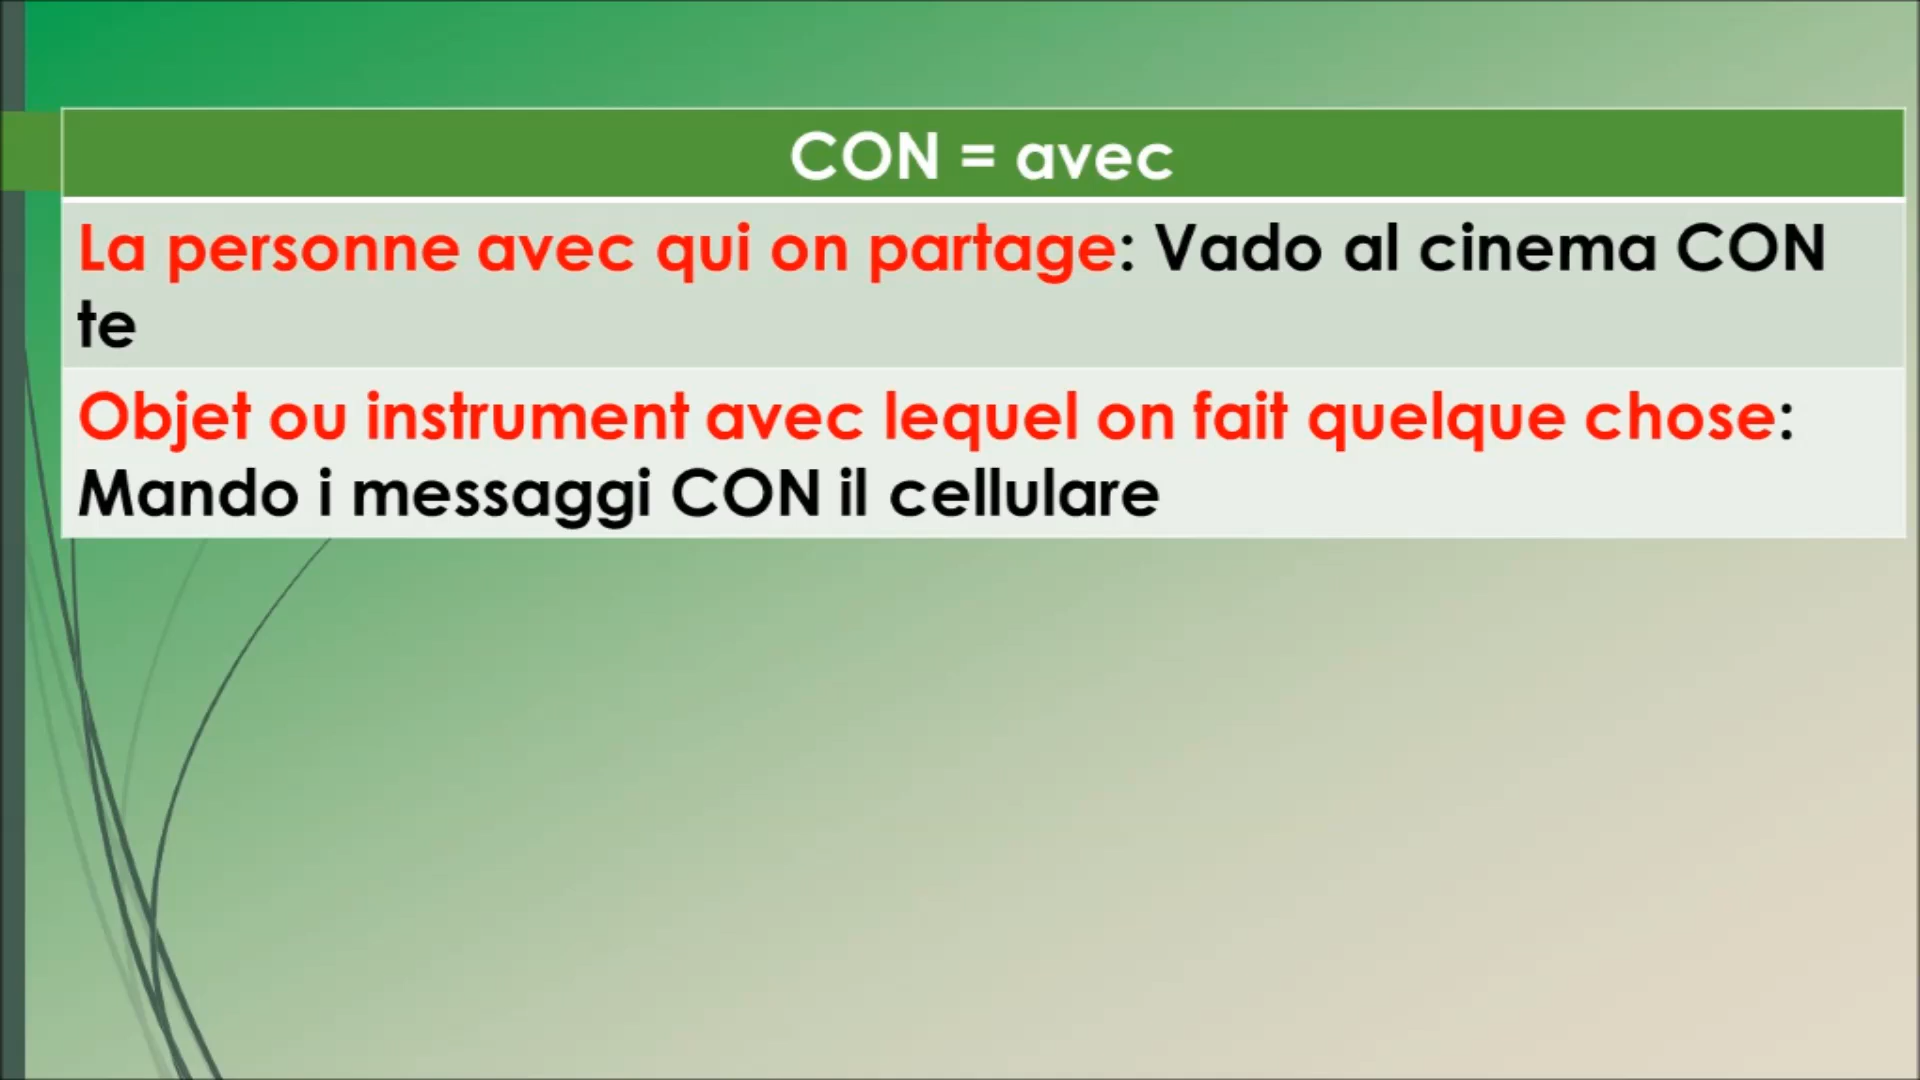 CON = avec
La personne avec qui on partage: Vado al cinema CON
te
Objet ou instrument avec lequel on fait quelque chose:
Mando i messaggi CON il cellulare